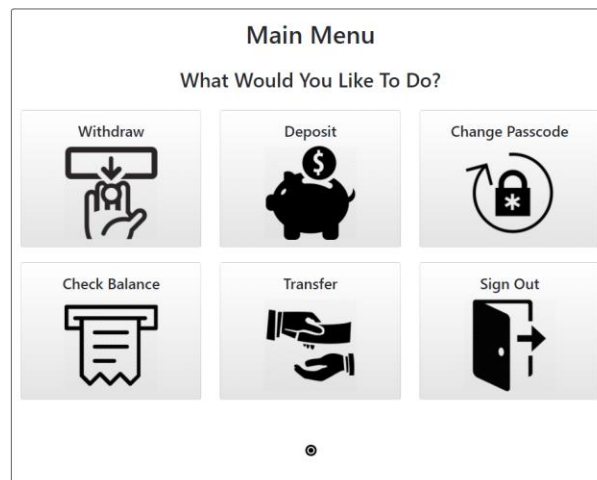 Main Menu
What Would You Like To Do?
Withdraw
Deposit
$
Change Passcode
*
Check Balance
Transfer
Sign Out